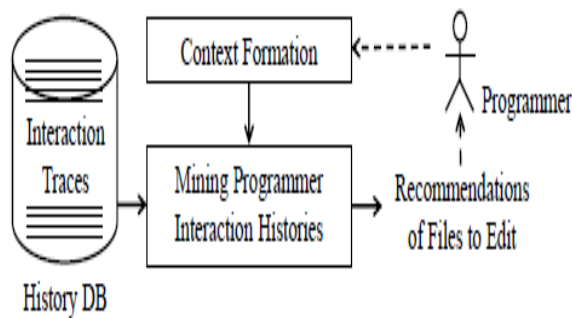 Context Formation
Programmer
Interaction
Traces
Mining Programmer
Interaction Histories
Recommendations
of Files to Edit
History DB